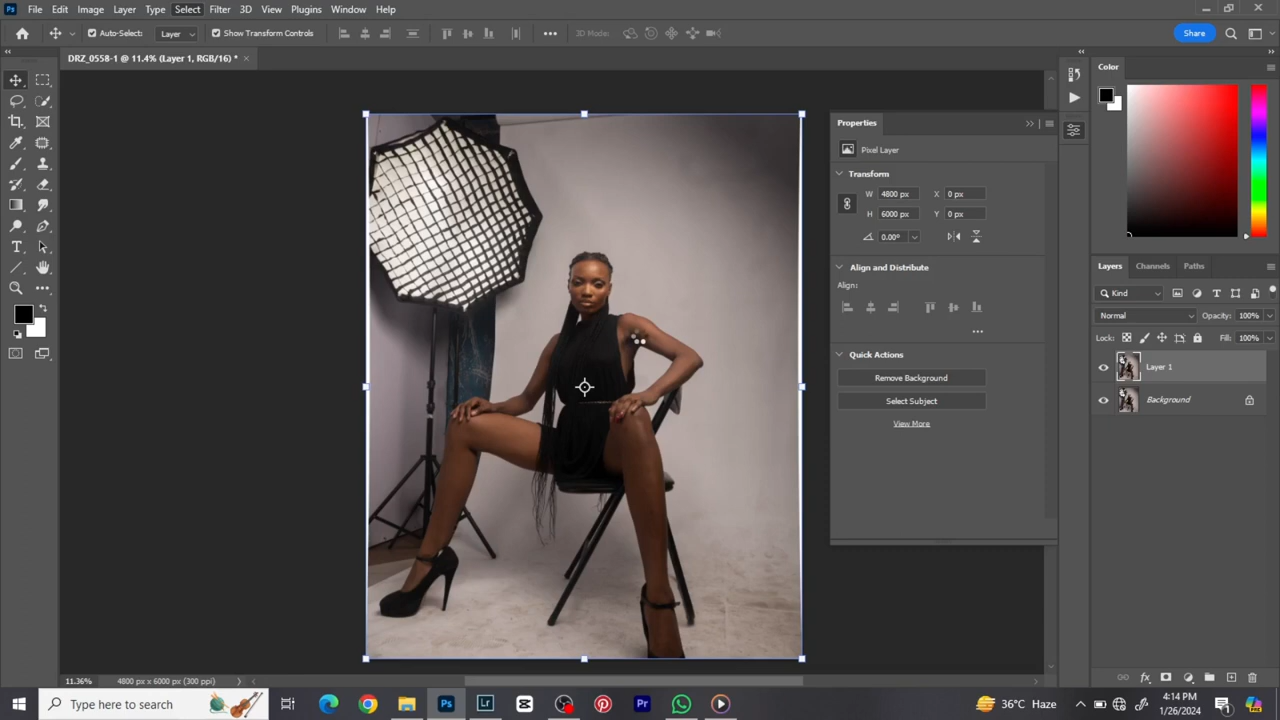 Ps File Edit Image Layer Type Select Filter 3D View Plugins Window Help
Auto-Select: Layer Show Transform Controls 3D Mode: Share
DRZ_0558-1 @ 11.4% (Layer 1, RGB/16) *
Color
Properties
Pixel Layer
Transform
W 4800 px X 0 px
H 6000 px Y 0 px
0.00°
Align and Distribute
Align:
Quick Actions
Remove Background
Select Subject
View More
Layers Channels Paths
Kind
Normal Opacity: 100%
Lock: Fill: 100%
Layer 1
Background
11.36% 4800 px x 6000 px (300 ppi)
Type here to search
Ps Lr Pr
36°C Haze
4:14 PM
1/26/2024